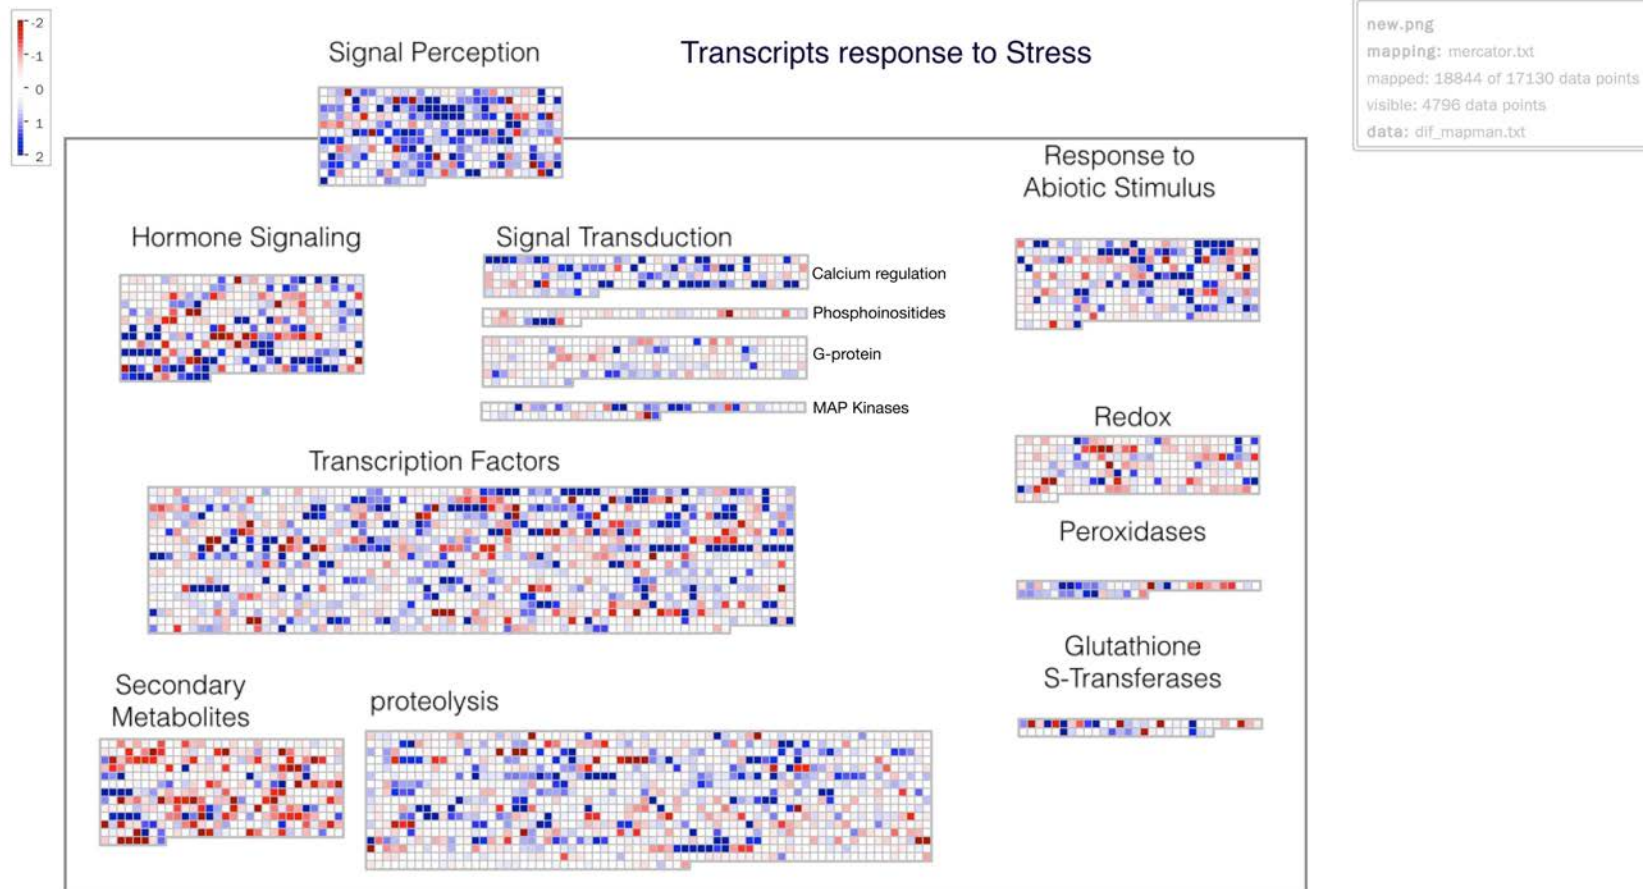 -2
-1
0
1
2
Signal Perception
Transcripts response to Stress
new.png
mapping: mercator.txt
mapped: 18844 of 17130 data points
visible: 4796 data points
data: dif_mapman.txt
Response to
Abiotic Stimulus
Hormone Signaling
Signal Transduction
Calcium regulation
Phosphoinositides
G-protein
MAP Kinases
Redox
Transcription Factors
Peroxidases
Glutathione
S-Transferases
Secondary
Metabolites
proteolysis